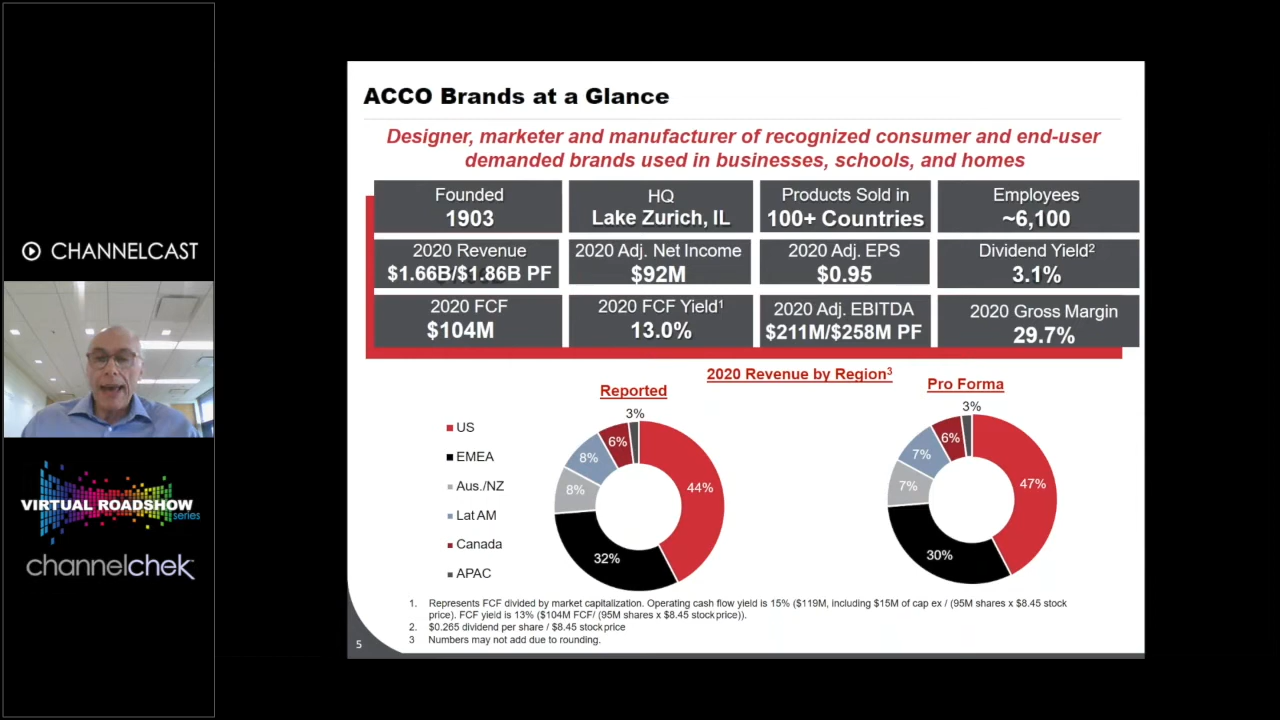 CHANNELCAST
VIRTUAL ROADSHOW
series
channelchek
ACCO Brands at a Glance
Designer, marketer and manufacturer of recognized consumer and end-user
demanded brands used in businesses, schools, and homes
Founded
1903
HQ
Lake Zurich, IL
Products Sold in
100+ Countries
Employees
~6,100
2020 Revenue
$1.66B/$1.86B PF
2020 Adj. Net Income
$92M
2020 Adj. EPS
$0.95
Dividend Yield²
3.1%
2020 FCF
$104M
2020 FCF Yield¹
13.0%
2020 Adj. EBITDA
$211M/$258M PF
2020 Gross Margin
29.7%
2020 Revenue by Region³
Reported
Pro Forma
US
EMEA
Aus./NZ
Lat AM
Canada
APAC
3%
6%
8%
8%
44%
32%
3%
6%
7%
7%
47%
30%
1. Represents FCF divided by market capitalization. Operating cash flow yield is 15% ($119M, including $15M of cap ex / (95M shares x $8.45 stock
price). FCF yield is 13% ($104M FCF/ (95M shares x $8.45 stock price)).
2. $0.265 dividend per share / $8.45 stock price
3 Numbers may not add due to rounding.
5